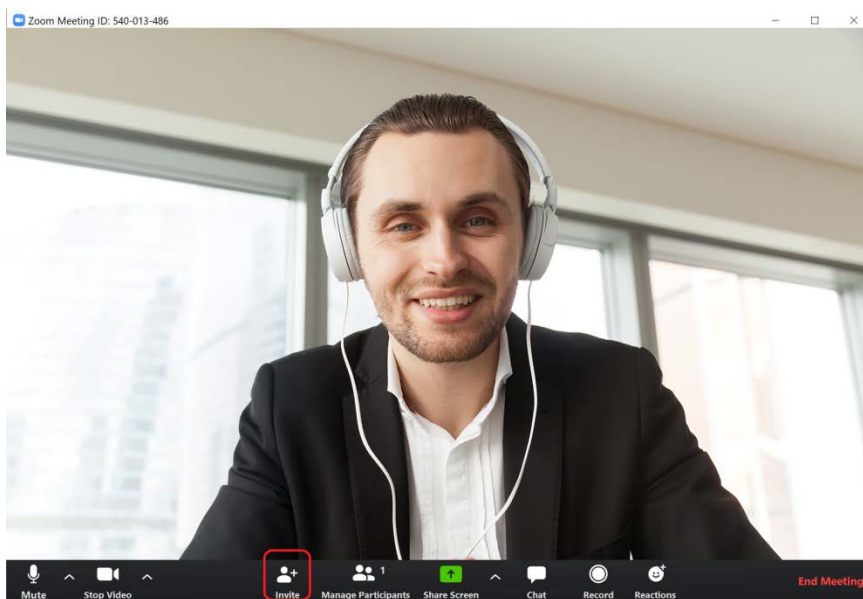 Zoom Meeting ID: 540-013-486
1
Mute Stop Video Invite Manage Participants Share Screen Chat Record Reactions End Meeting